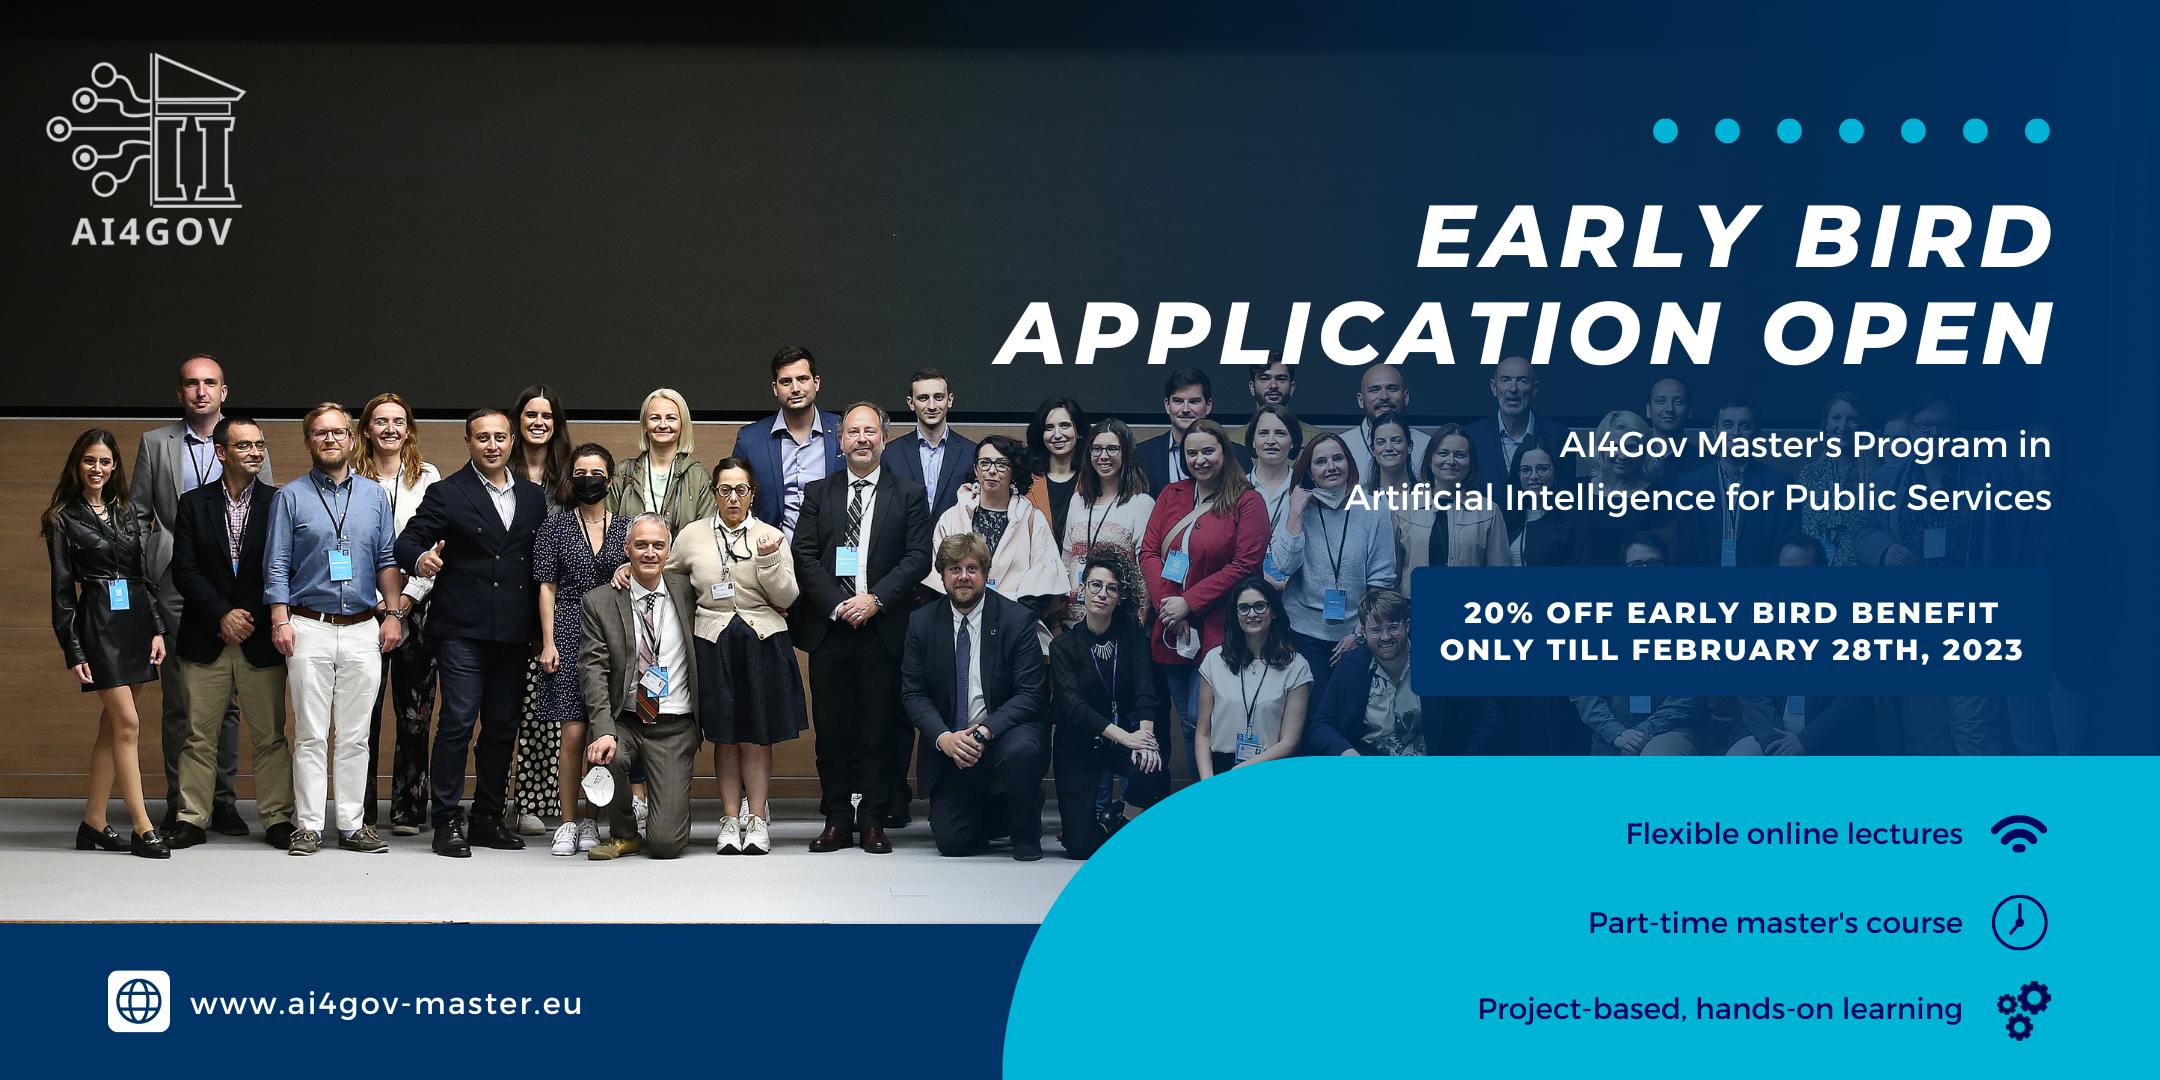 AI4GOV
EARLY BIRD
APPLICATION OPEN
AI4Gov Master's Program in
Artificial Intelligence for Public Services
20% OFF EARLY BIRD BENEFIT
ONLY TILL FEBRUARY 28TH, 2023
Flexible online lectures
Part-time master's course
Project-based, hands-on learning
www.ai4gov-master.eu